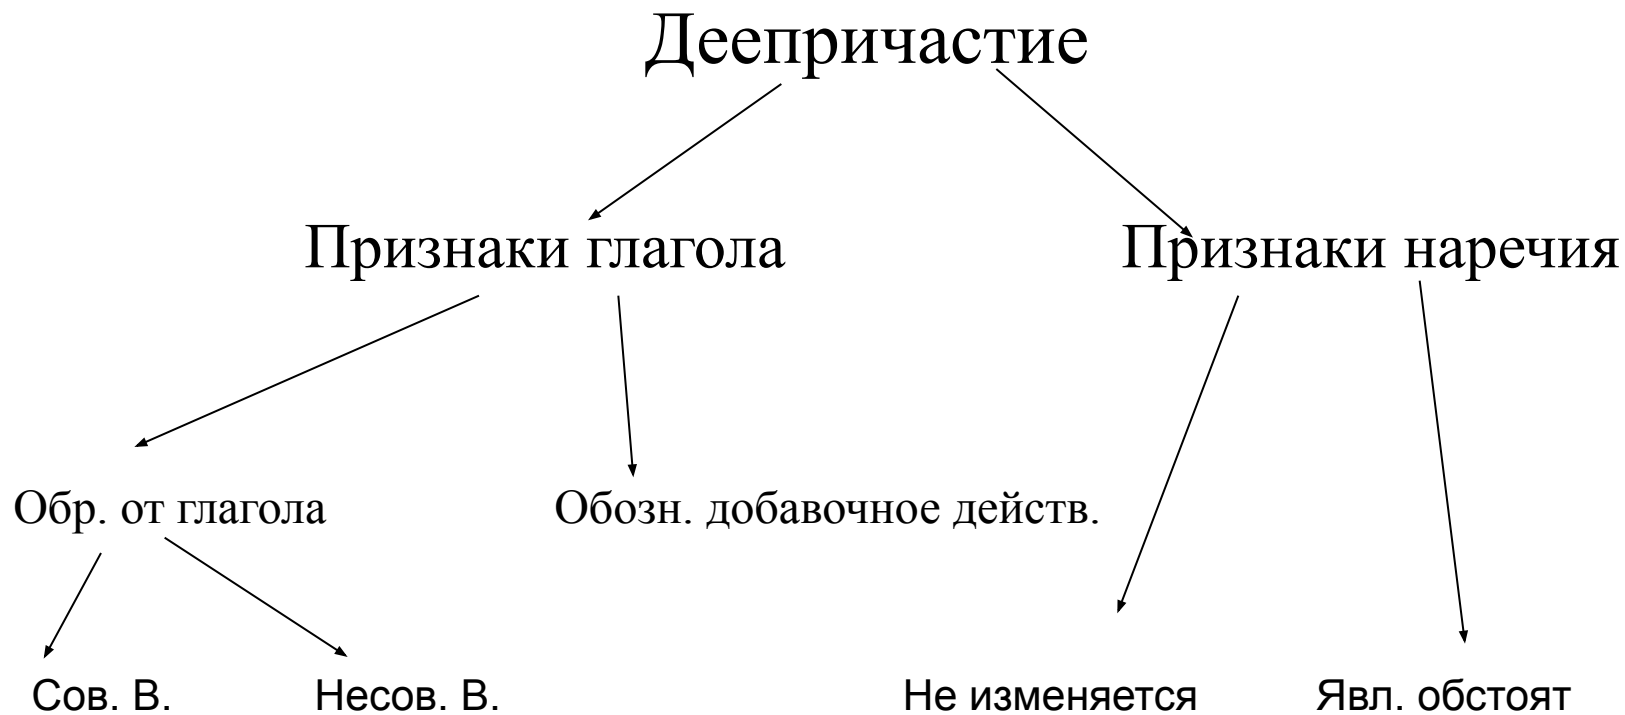 Деепричастие
Признаки глагола Признаки наречия
Обр. от глагола Обозн. добавочное действ.
Сов. В. Несов. В. Не изменяется Явл. обстоят